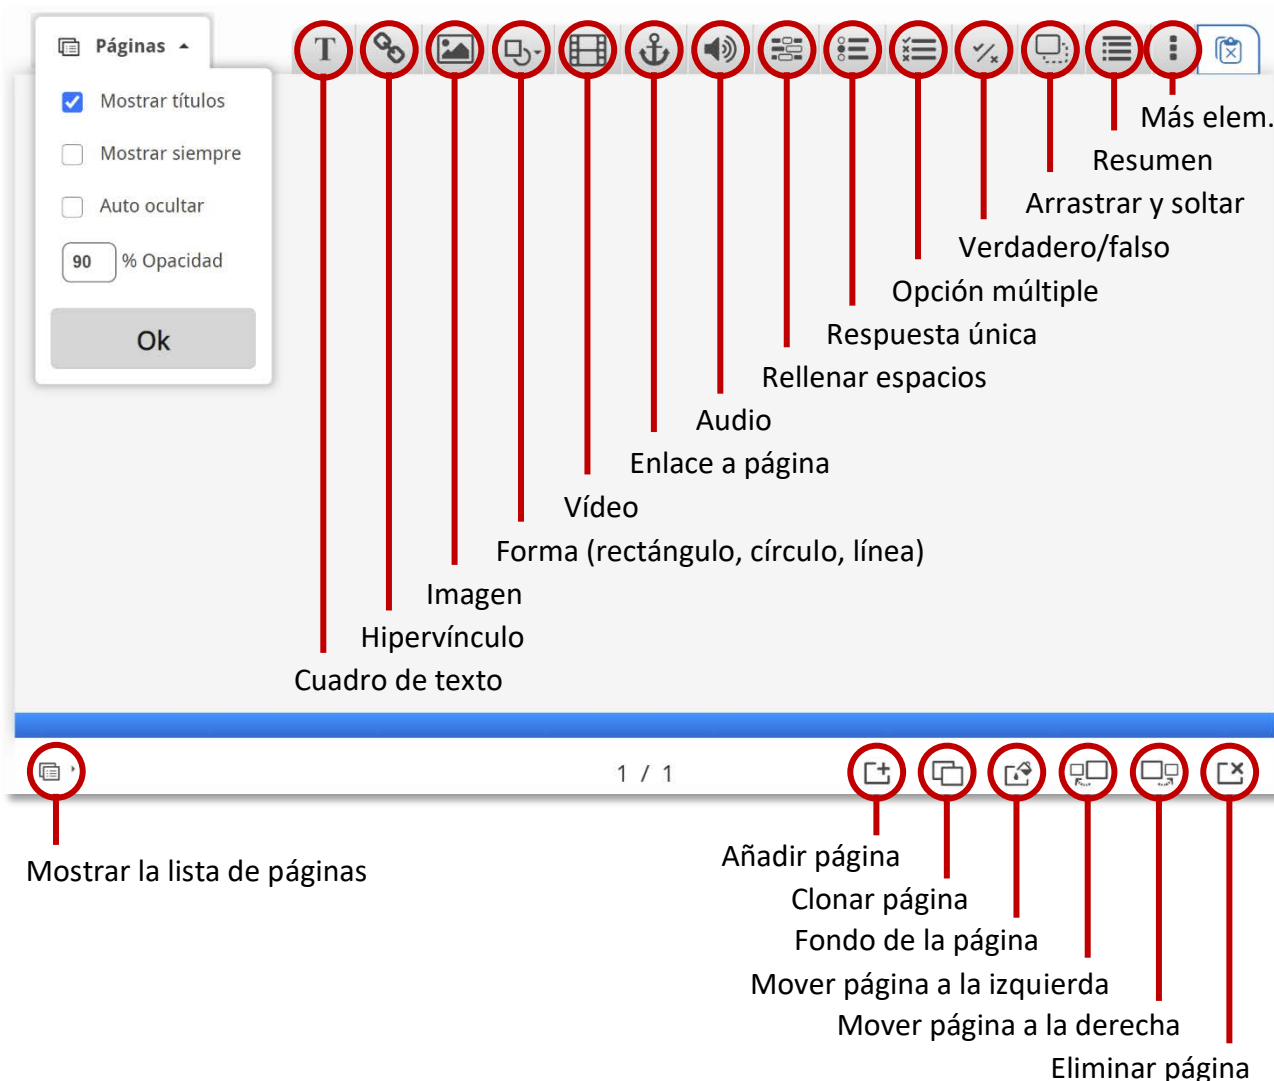 Páginas
T
Mostrar títulos
Mostrar siempre
Auto ocultar
90 % Opacidad
Ok
Más elem.
Resumen
Arrastrar y soltar
Verdadero/falso
Opción múltiple
Respuesta única
Rellenar espacios
Audio
Enlace a página
Vídeo
Forma (rectángulo, círculo, línea)
Imagen
Hipervínculo
Cuadro de texto
1 / 1
Mostrar la lista de páginas
Añadir página
Clonar página
Fondo de la página
Mover página a la izquierda
Mover página a la derecha
Eliminar página